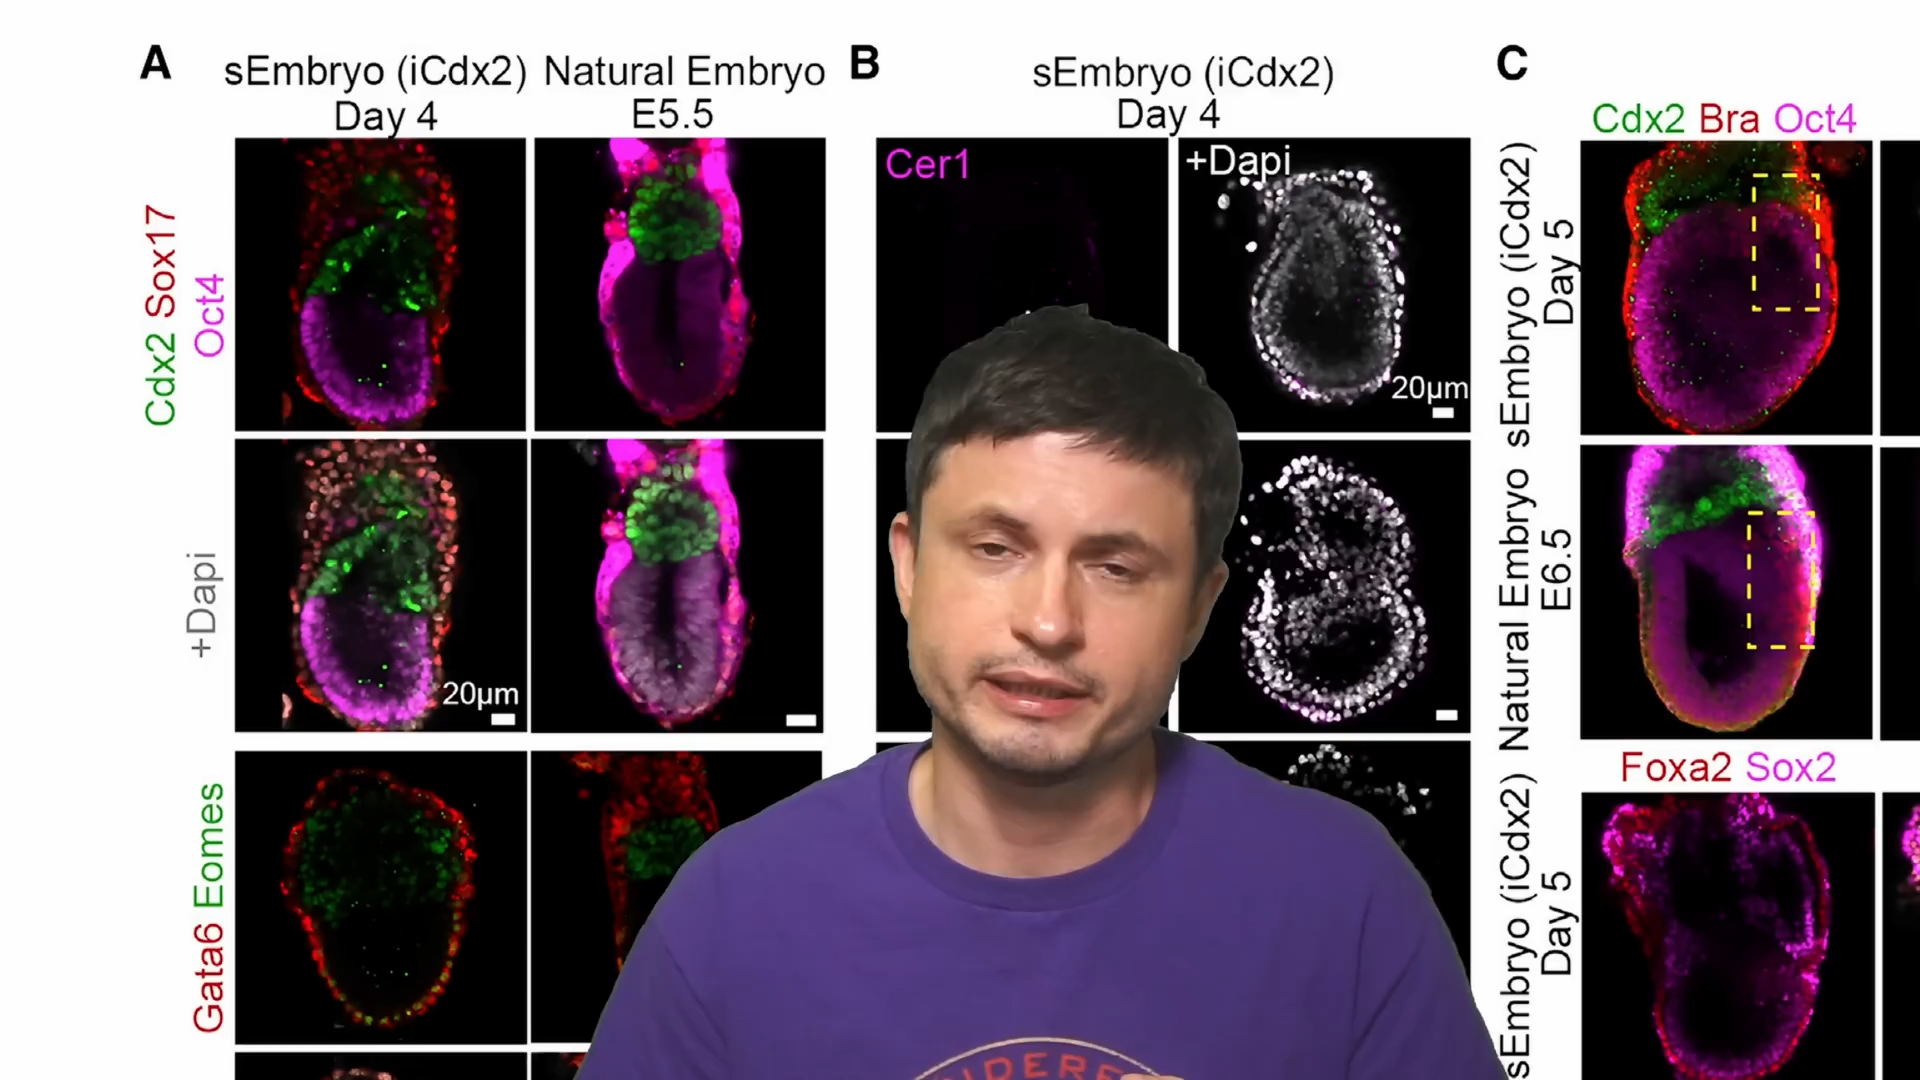 A
sEmbryo (iCdx2) Natural Embryo
Day 4 E5.5
B
sEmbryo (iCdx2)
Day 4
C
Cdx2 Bra Oct4
Cdx2 Sox17
Oct4
Cer1
+Dapi
20µm
sEmbryo (iCdx2)
Day 5
+Dapi
20µm
Natural Embryo
E6.5
Foxa2 Sox2
Gata6 Eomes
sEmbryo (iCdx2)
Day 5